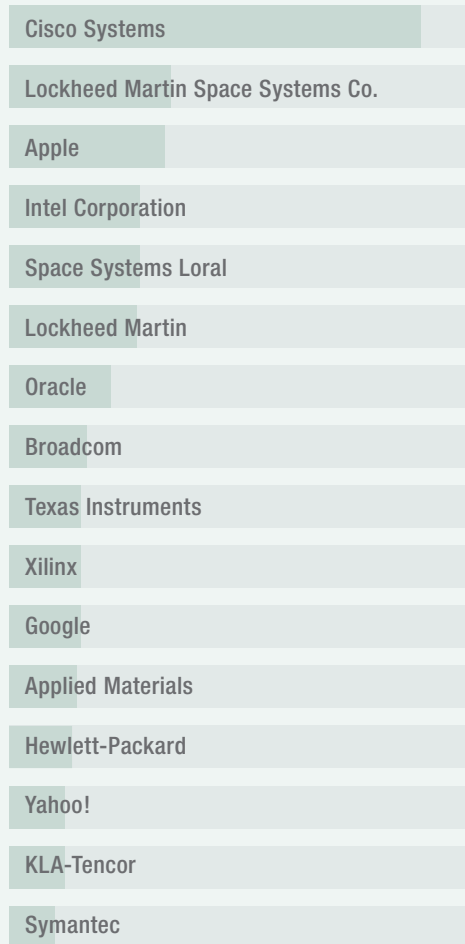 Cisco Systems
Lockheed Martin Space Systems Co.
Apple
Intel Corporation
Space Systems Loral
Lockheed Martin
Oracle
Broadcom
Texas Instruments
Xilinx
Google
Applied Materials
Hewlett-Packard
Yahoo!
KLA-Tencor
Symantec